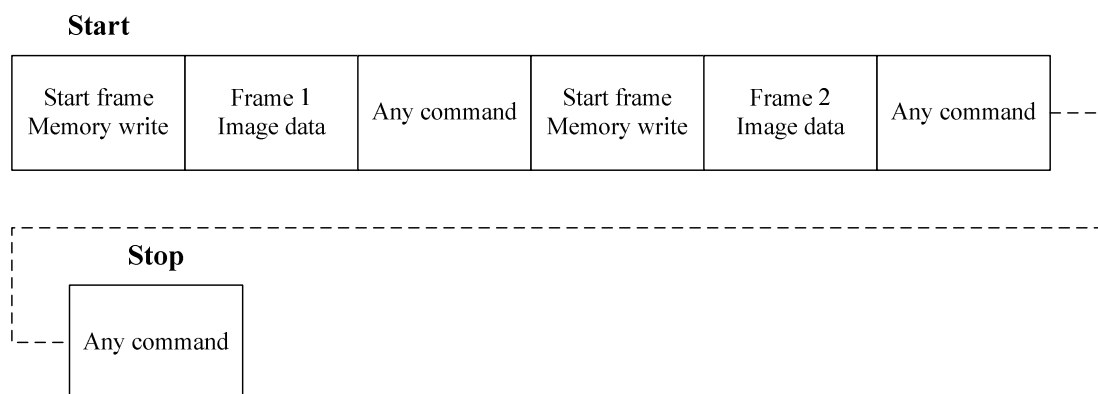 Start
Start frame
Memory write
Frame 1
Image data
Any command
Start frame
Memory write
Frame 2
Image data
Any command
Stop
Any command